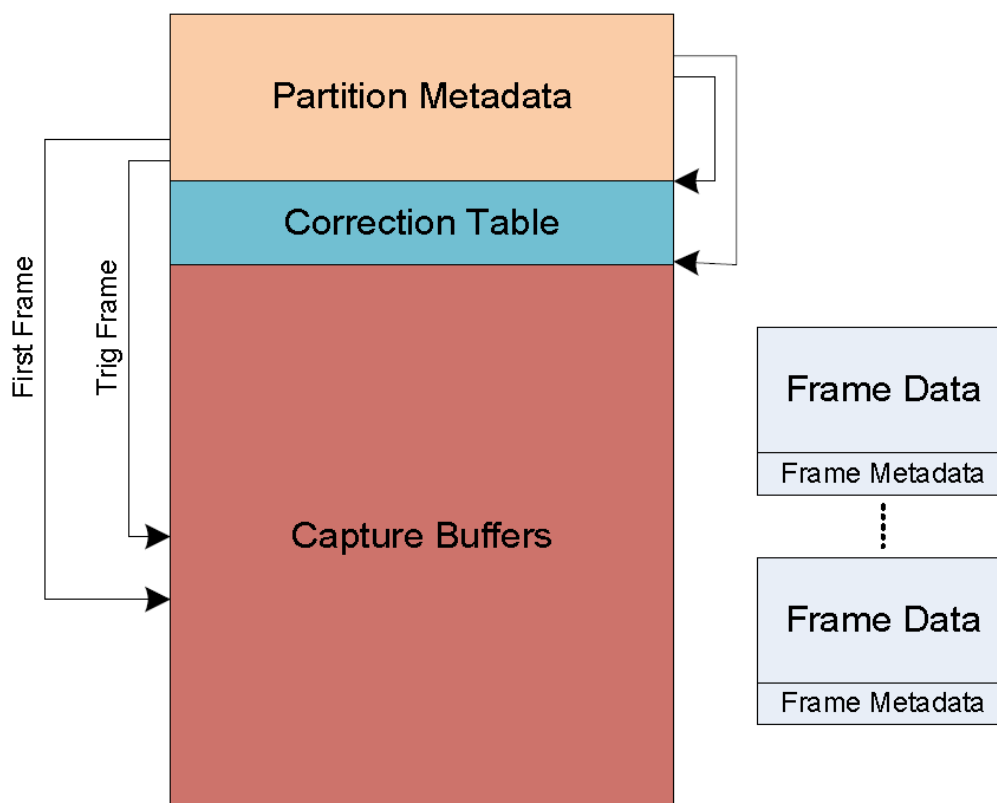 Partition Metadata
Correction Table
First Frame
Trig Frame
Capture Buffers
Frame Data
Frame Metadata
Frame Data
Frame Metadata